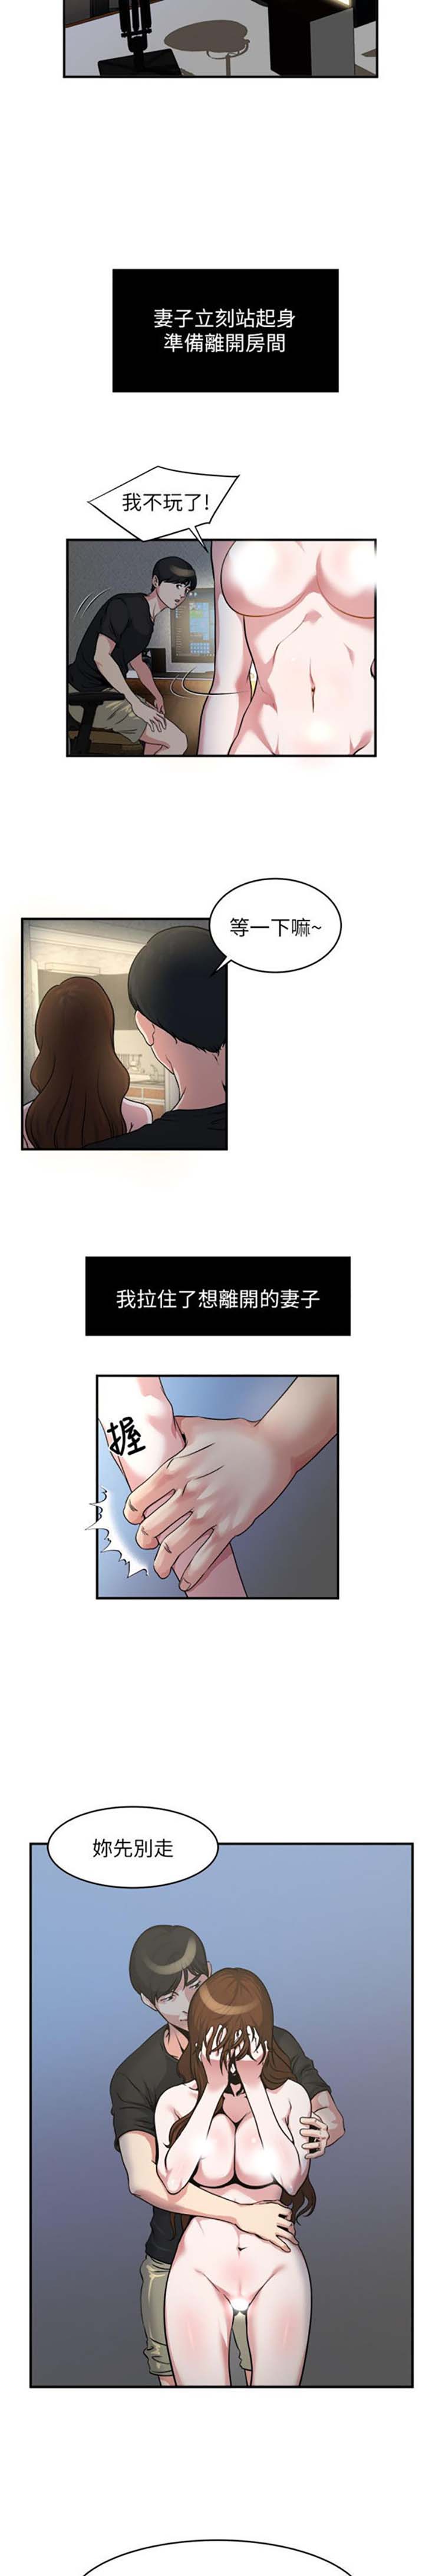 妻子立刻站起身
準備離開房間
我不玩了!
等一下嘛~
我拉住了想離開的妻子
握
妳先別走